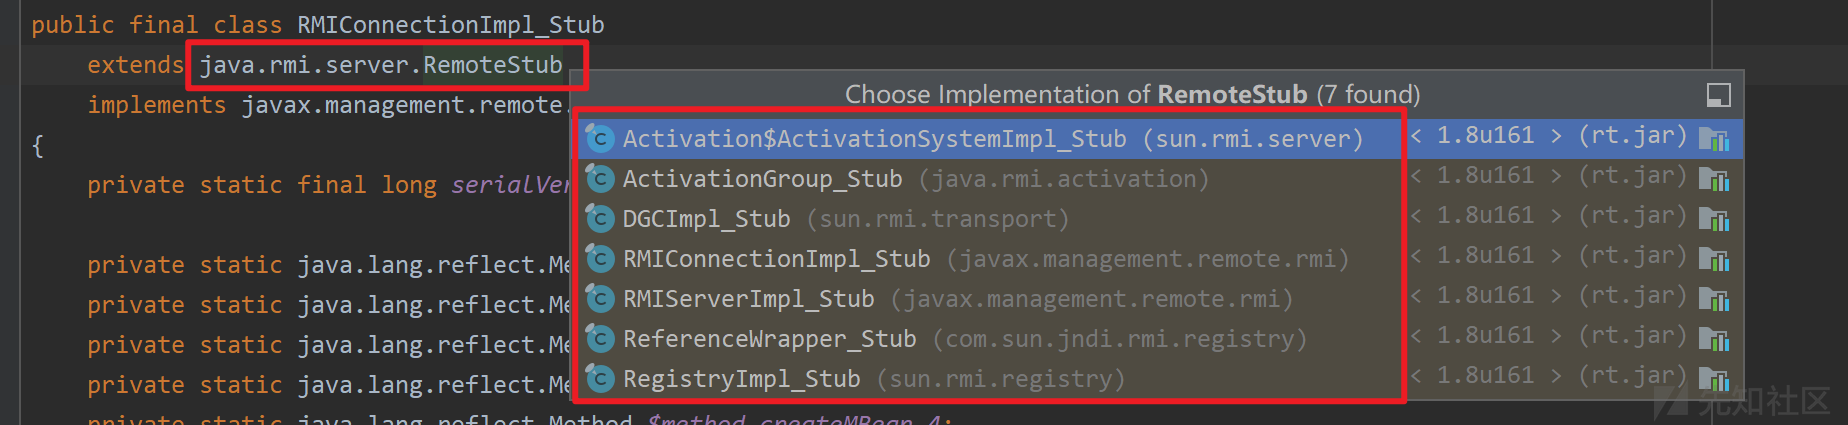 public final class RMIConnectionImpl_Stub
extends java.rmi.server.RemoteStub
implements javax.management.remote.
Choose Implementation of RemoteStub (7 found)
{
Activation$ActivationSystemImpl_Stub (sun.rmi.server) < 1.8u161 > (rt.jar)
private static final long serialVer
ActivationGroup_Stub (java.rmi.activation) < 1.8u161 > (rt.jar)
DGCImpl_Stub (sun.rmi.transport) < 1.8u161 > (rt.jar)
private static java.lang.reflect.Me
RMIConnectionImpl_Stub (javax.management.remote.rmi) < 1.8u161 > (rt.jar)
private static java.lang.reflect.Me
RMIServerImpl_Stub (javax.management.remote.rmi) < 1.8u161 > (rt.jar)
private static java.lang.reflect.Me
ReferenceWrapper_Stub (com.sun.jndi.rmi.registry) < 1.8u161 > (rt.jar)
private static java.lang.reflect.Me
RegistryImpl_Stub (sun.rmi.registry) < 1.8u161 > (rt.jar)
private static java.lang.reflect.Method $method_createMBean_4;
先知社区